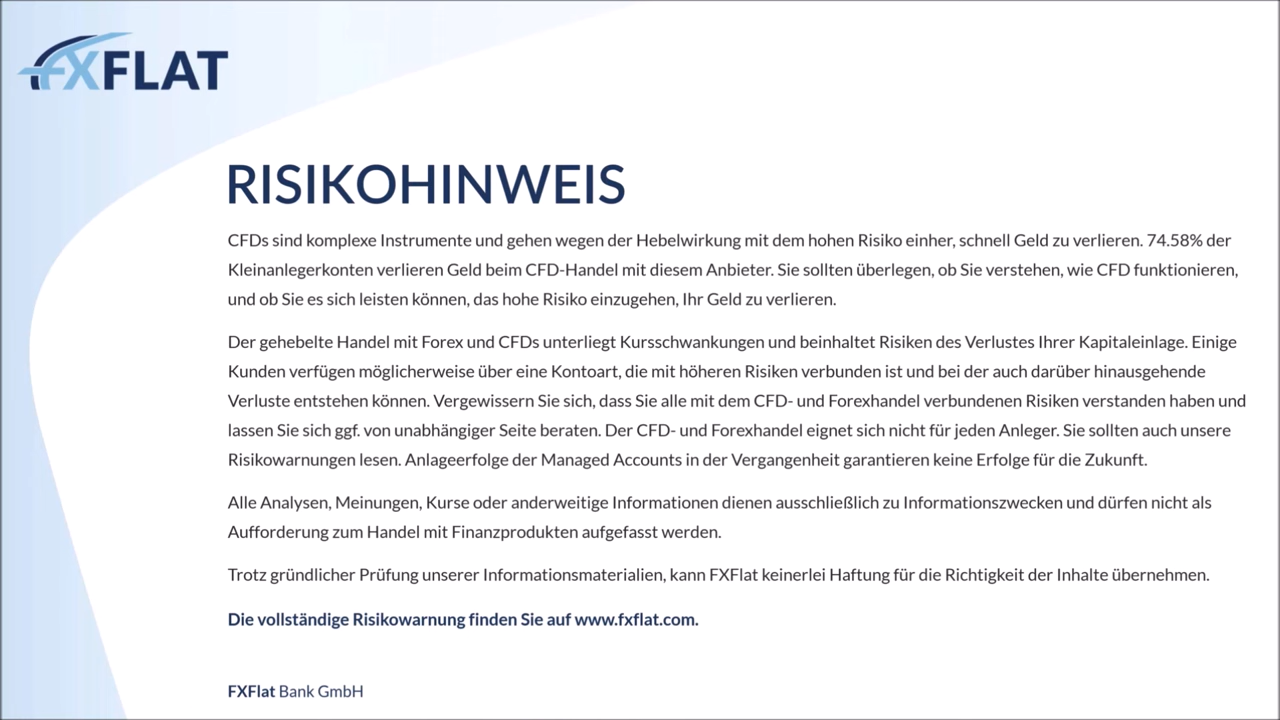 FXFLAT
RISIKOHINWEIS
CFDs sind komplexe Instrumente und gehen wegen der Hebelwirkung mit dem hohen Risiko einher, schnell Geld zu verlieren. 74.58% der
Kleinanlegerkonten verlieren Geld beim CFD-Handel mit diesem Anbieter. Sie sollten überlegen, ob Sie verstehen, wie CFD funktionieren,
und ob Sie es sich leisten können, das hohe Risiko einzugehen, Ihr Geld zu verlieren.
Der gehebelte Handel mit Forex und CFDs unterliegt Kursschwankungen und beinhaltet Risiken des Verlustes Ihrer Kapitaleinlage. Einige
Kunden verfügen möglicherweise über eine Kontoart, die mit höheren Risiken verbunden ist und bei der auch darüber hinausgehende
Verluste entstehen können. Vergewissern Sie sich, dass Sie alle mit dem CFD- und Forexhandel verbundenen Risiken verstanden haben und
lassen Sie sich ggf. von unabhängiger Seite beraten. Der CFD- und Forexhandel eignet sich nicht für jeden Anleger. Sie sollten auch unsere
Risikowarnungen lesen. Anlageerfolge der Managed Accounts in der Vergangenheit garantieren keine Erfolge für die Zukunft.
Alle Analysen, Meinungen, Kurse oder anderweitige Informationen dienen ausschließlich zu Informationszwecken und dürfen nicht als
Aufforderung zum Handel mit Finanzprodukten aufgefasst werden.
Trotz gründlicher Prüfung unserer Informationsmaterialien, kann FXFlat keinerlei Haftung für die Richtigkeit der Inhalte übernehmen.
Die vollständige Risikowarnung finden Sie auf www.fxflat.com.
FXFlat Bank GmbH